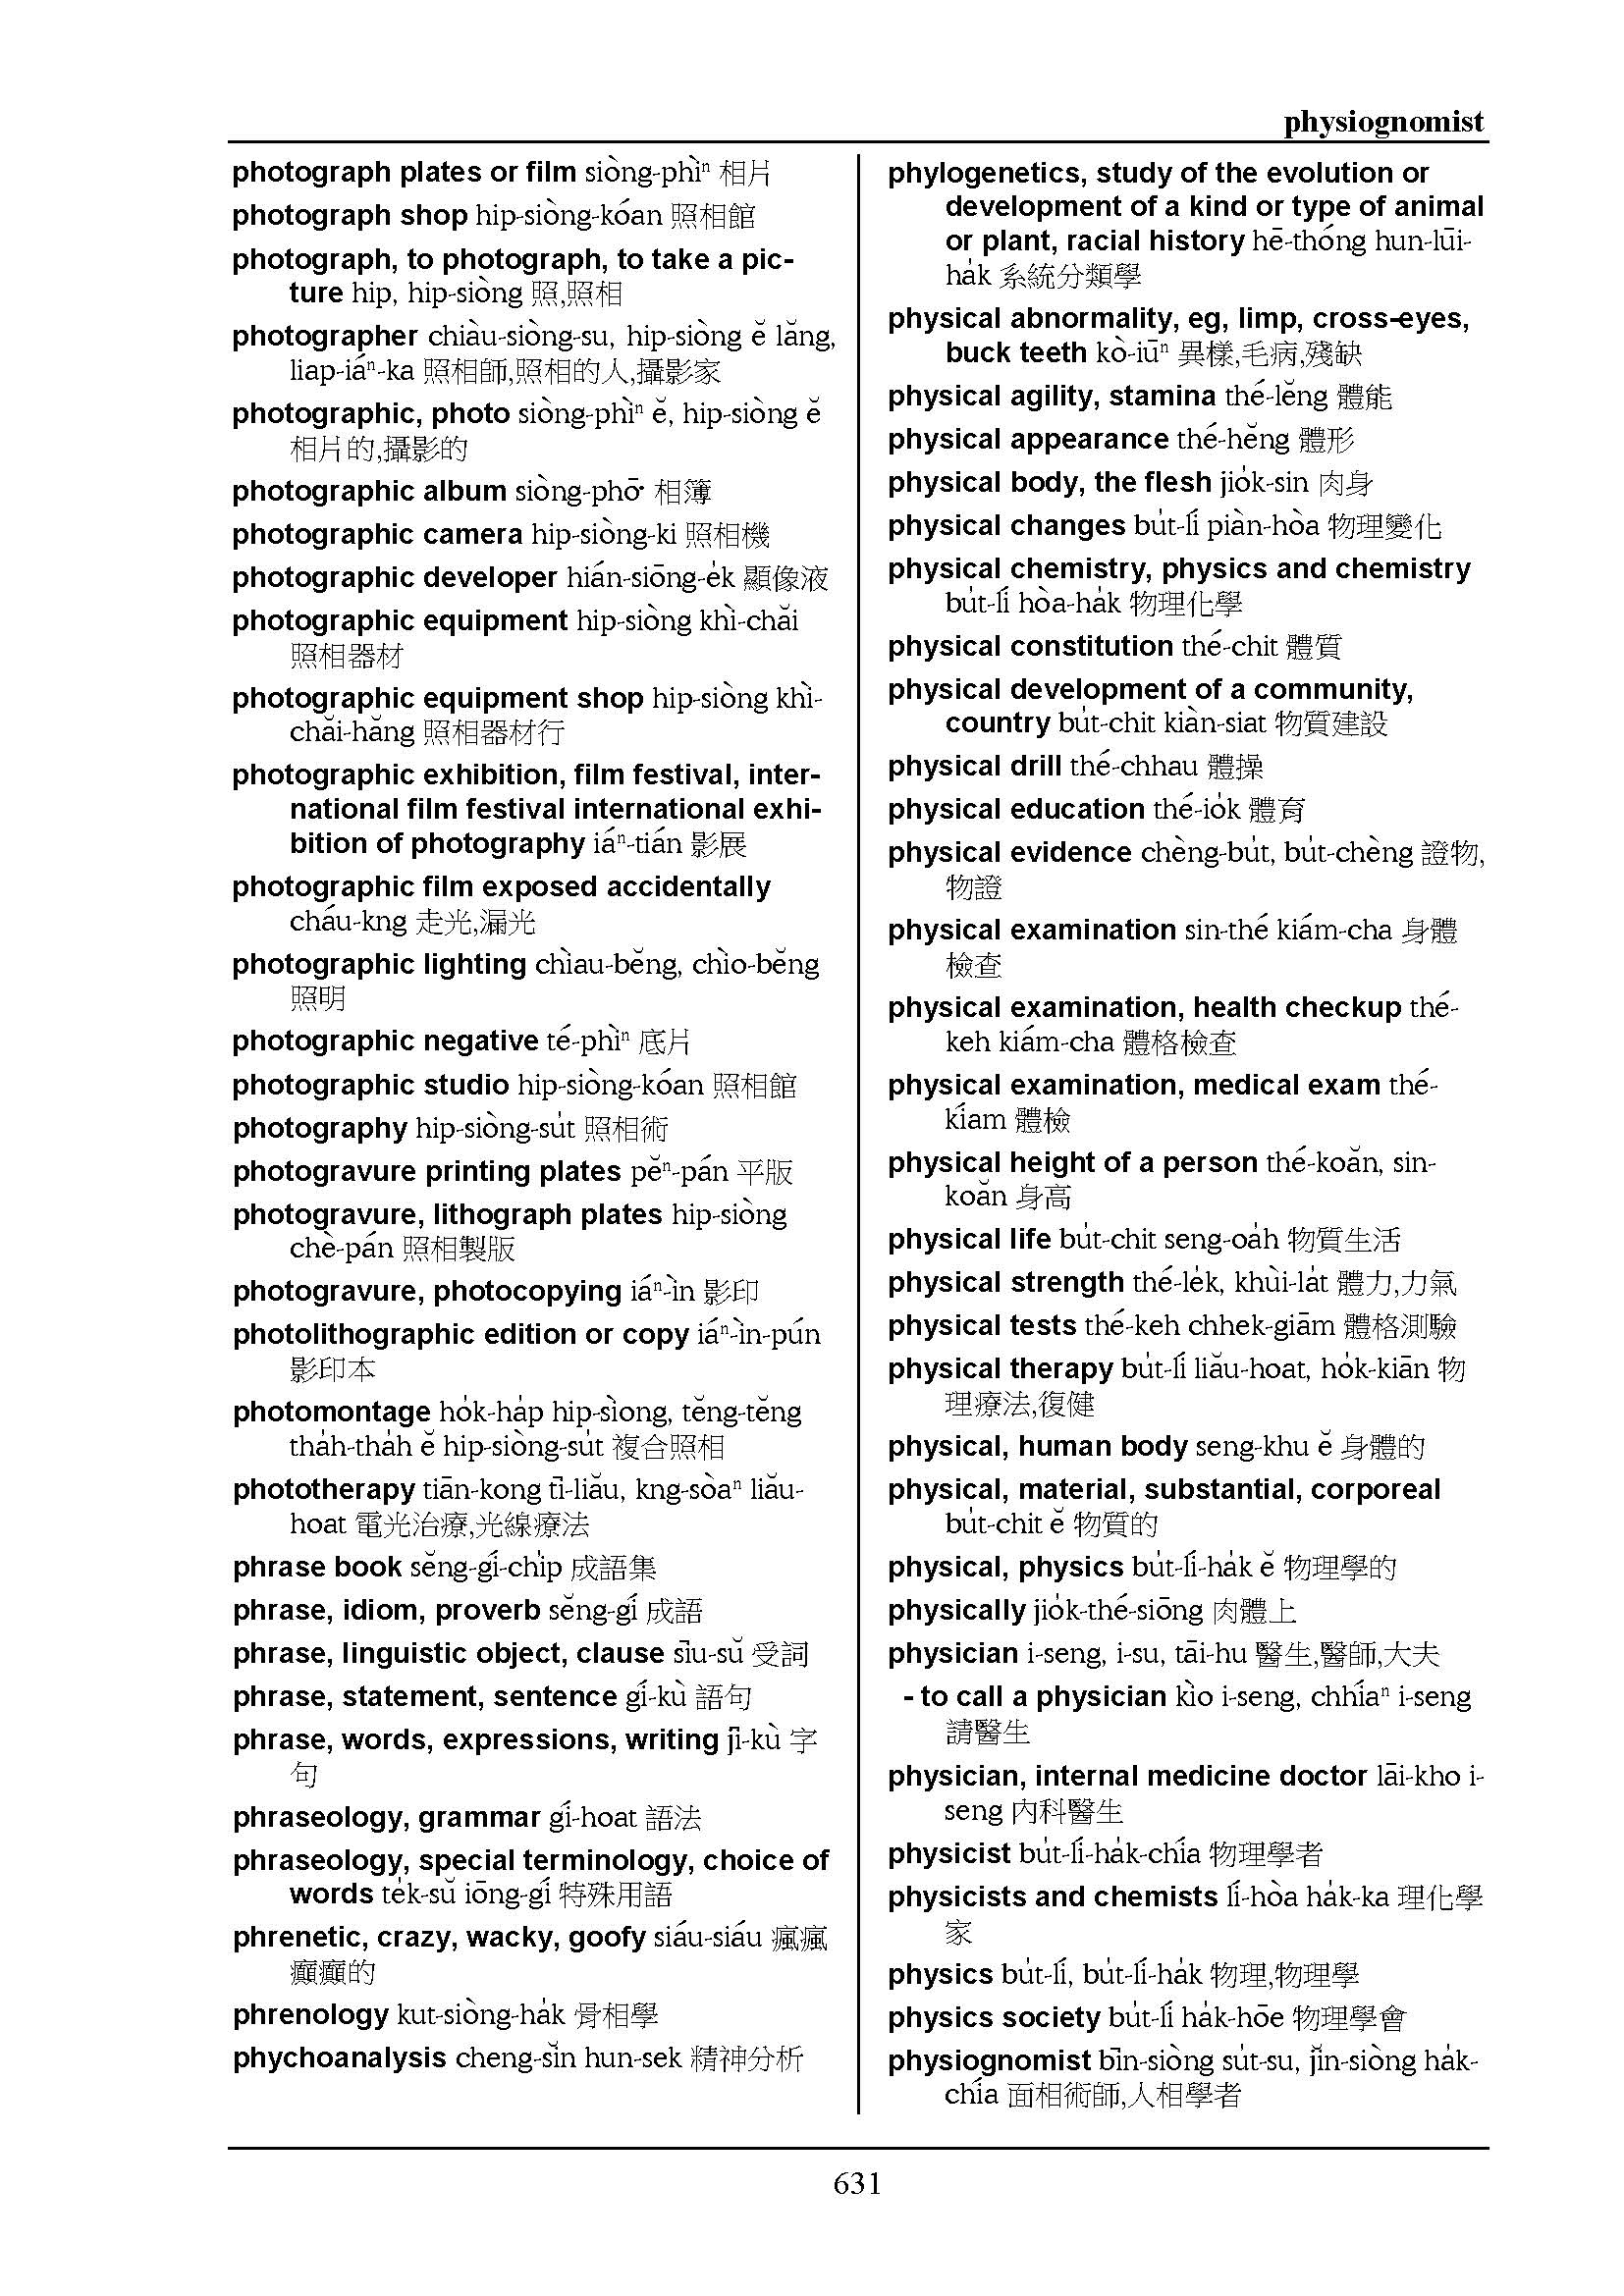 physiognomist
photograph plates or film siòng-phìⁿ 相片
photograph shop hip-siòng-kóan 照相館
photograph, to photograph, to take a pic-
ture hip, hip-siòng 照,照相
photographer chiàu-siòng-su, hip-siòng ĕ lăng,
liap-iáⁿ-ka 照相師,照相的人,攝影家
photographic, photo siòng-phìⁿ ĕ, hip-siòng ĕ
相片的,攝影的
photographic album siòng-phō͘ 相簿
photographic camera hip-siòng-ki 照相機
photographic developer hián-siōng-e̍k 顯像液
photographic equipment hip-siòng khì-chăi
照相器材
photographic equipment shop hip-siòng khì-
chăi-hăng 照相器材行
photographic exhibition, film festival, inter-
national film festival international exhi-
bition of photography iáⁿ-tián 影展
photographic film exposed accidentally
cháu-kng 走光,漏光
photographic lighting chìau-bĕng, chìo-bĕng
照明
photographic negative té-phìⁿ 底片
photographic studio hip-siòng-kóan 照相館
photography hip-siòng-su̍t 照相術
photogravure printing plates pĕⁿ-pán 平版
photogravure, lithograph plates hip-siòng
chè-pán 照相製版
photogravure, photocopying iáⁿ-ìn 影印
photolithographic edition or copy iáⁿ-ìn-pún
影印本
photomontage ho̍k-ha̍p hip-sìong, tĕng-tĕng
tha̍h-tha̍h ĕ hip-siòng-su̍t 複合照相
phototherapy tiān-kong tī-liău, kng-sòaⁿ liău-
hoat 電光治療,光線療法
phrase book sĕng-gí-chi̍p 成語集
phrase, idiom, proverb sĕng-gí 成語
phrase, linguistic object, clause sīu-sŭ 受詞
phrase, statement, sentence gí-kù 語句
phrase, words, expressions, writing jī-kù 字
句
phraseology, grammar gí-hoat 語法
phraseology, special terminology, choice of
words te̍k-sŭ iōng-gí 特殊用語
phrenetic, crazy, wacky, goofy siáu-siáu 瘋瘋
癲癲的
phrenology kut-siòng-ha̍k 骨相學
phychoanalysis cheng-sĭn hun-sek 精神分析
phylogenetics, study of the evolution or
development of a kind or type of animal
or plant, racial history hē-thóng hun-lūi-
ha̍k 系統分類學
physical abnormality, eg, limp, cross-eyes,
buck teeth kò-iūⁿ 異樣,毛病,殘缺
physical agility, stamina thé-lĕng 體能
physical appearance thé-hĕng 體形
physical body, the flesh jio̍k-sin 肉身
physical changes bu̍t-lí piàn-hòa 物理變化
physical chemistry, physics and chemistry
bu̍t-lí hòa-ha̍k 物理化學
physical constitution thé-chit 體質
physical development of a community,
country bu̍t-chit kiàn-siat 物質建設
physical drill thé-chhau 體操
physical education thé-io̍k 體育
physical evidence chèng-bu̍t, bu̍t-chèng 證物,
物證
physical examination sin-thé kiám-cha 身體
檢查
physical examination, health checkup thé-
keh kiám-cha 體格檢查
physical examination, medical exam thé-
kíam 體檢
physical height of a person thé-koăn, sin-
koăn 身高
physical life bu̍t-chit seng-oa̍h 物質生活
physical strength thé-le̍k, khùi-la̍t 體力,力氣
physical tests thé-keh chhek-giām 體格測驗
physical therapy bu̍t-lí liău-hoat, ho̍k-kiān 物
理療法,復健
physical, human body seng-khu ĕ 身體的
physical, material, substantial, corporeal
bu̍t-chit ĕ 物質的
physical, physics bu̍t-lí-ha̍k ĕ 物理學的
physically jio̍k-thé-siōng 肉體上
physician i-seng, i-su, tāi-hu 醫生,醫師,大夫
- to call a physician kìo i-seng, chhíaⁿ i-seng
請醫生
physician, internal medicine doctor lāi-kho i-
seng 內科醫生
physicist bu̍t-lí-ha̍k-chía 物理學者
physicists and chemists lí-hòa ha̍k-ka 理化學
家
physics bu̍t-lí, bu̍t-lí-ha̍k 物理,物理學
physics society bu̍t-lí ha̍k-hōe 物理學會
physiognomist bīn-siòng su̍t-su, jĭn-siòng ha̍k-
chía 面相術師,人相學者
631